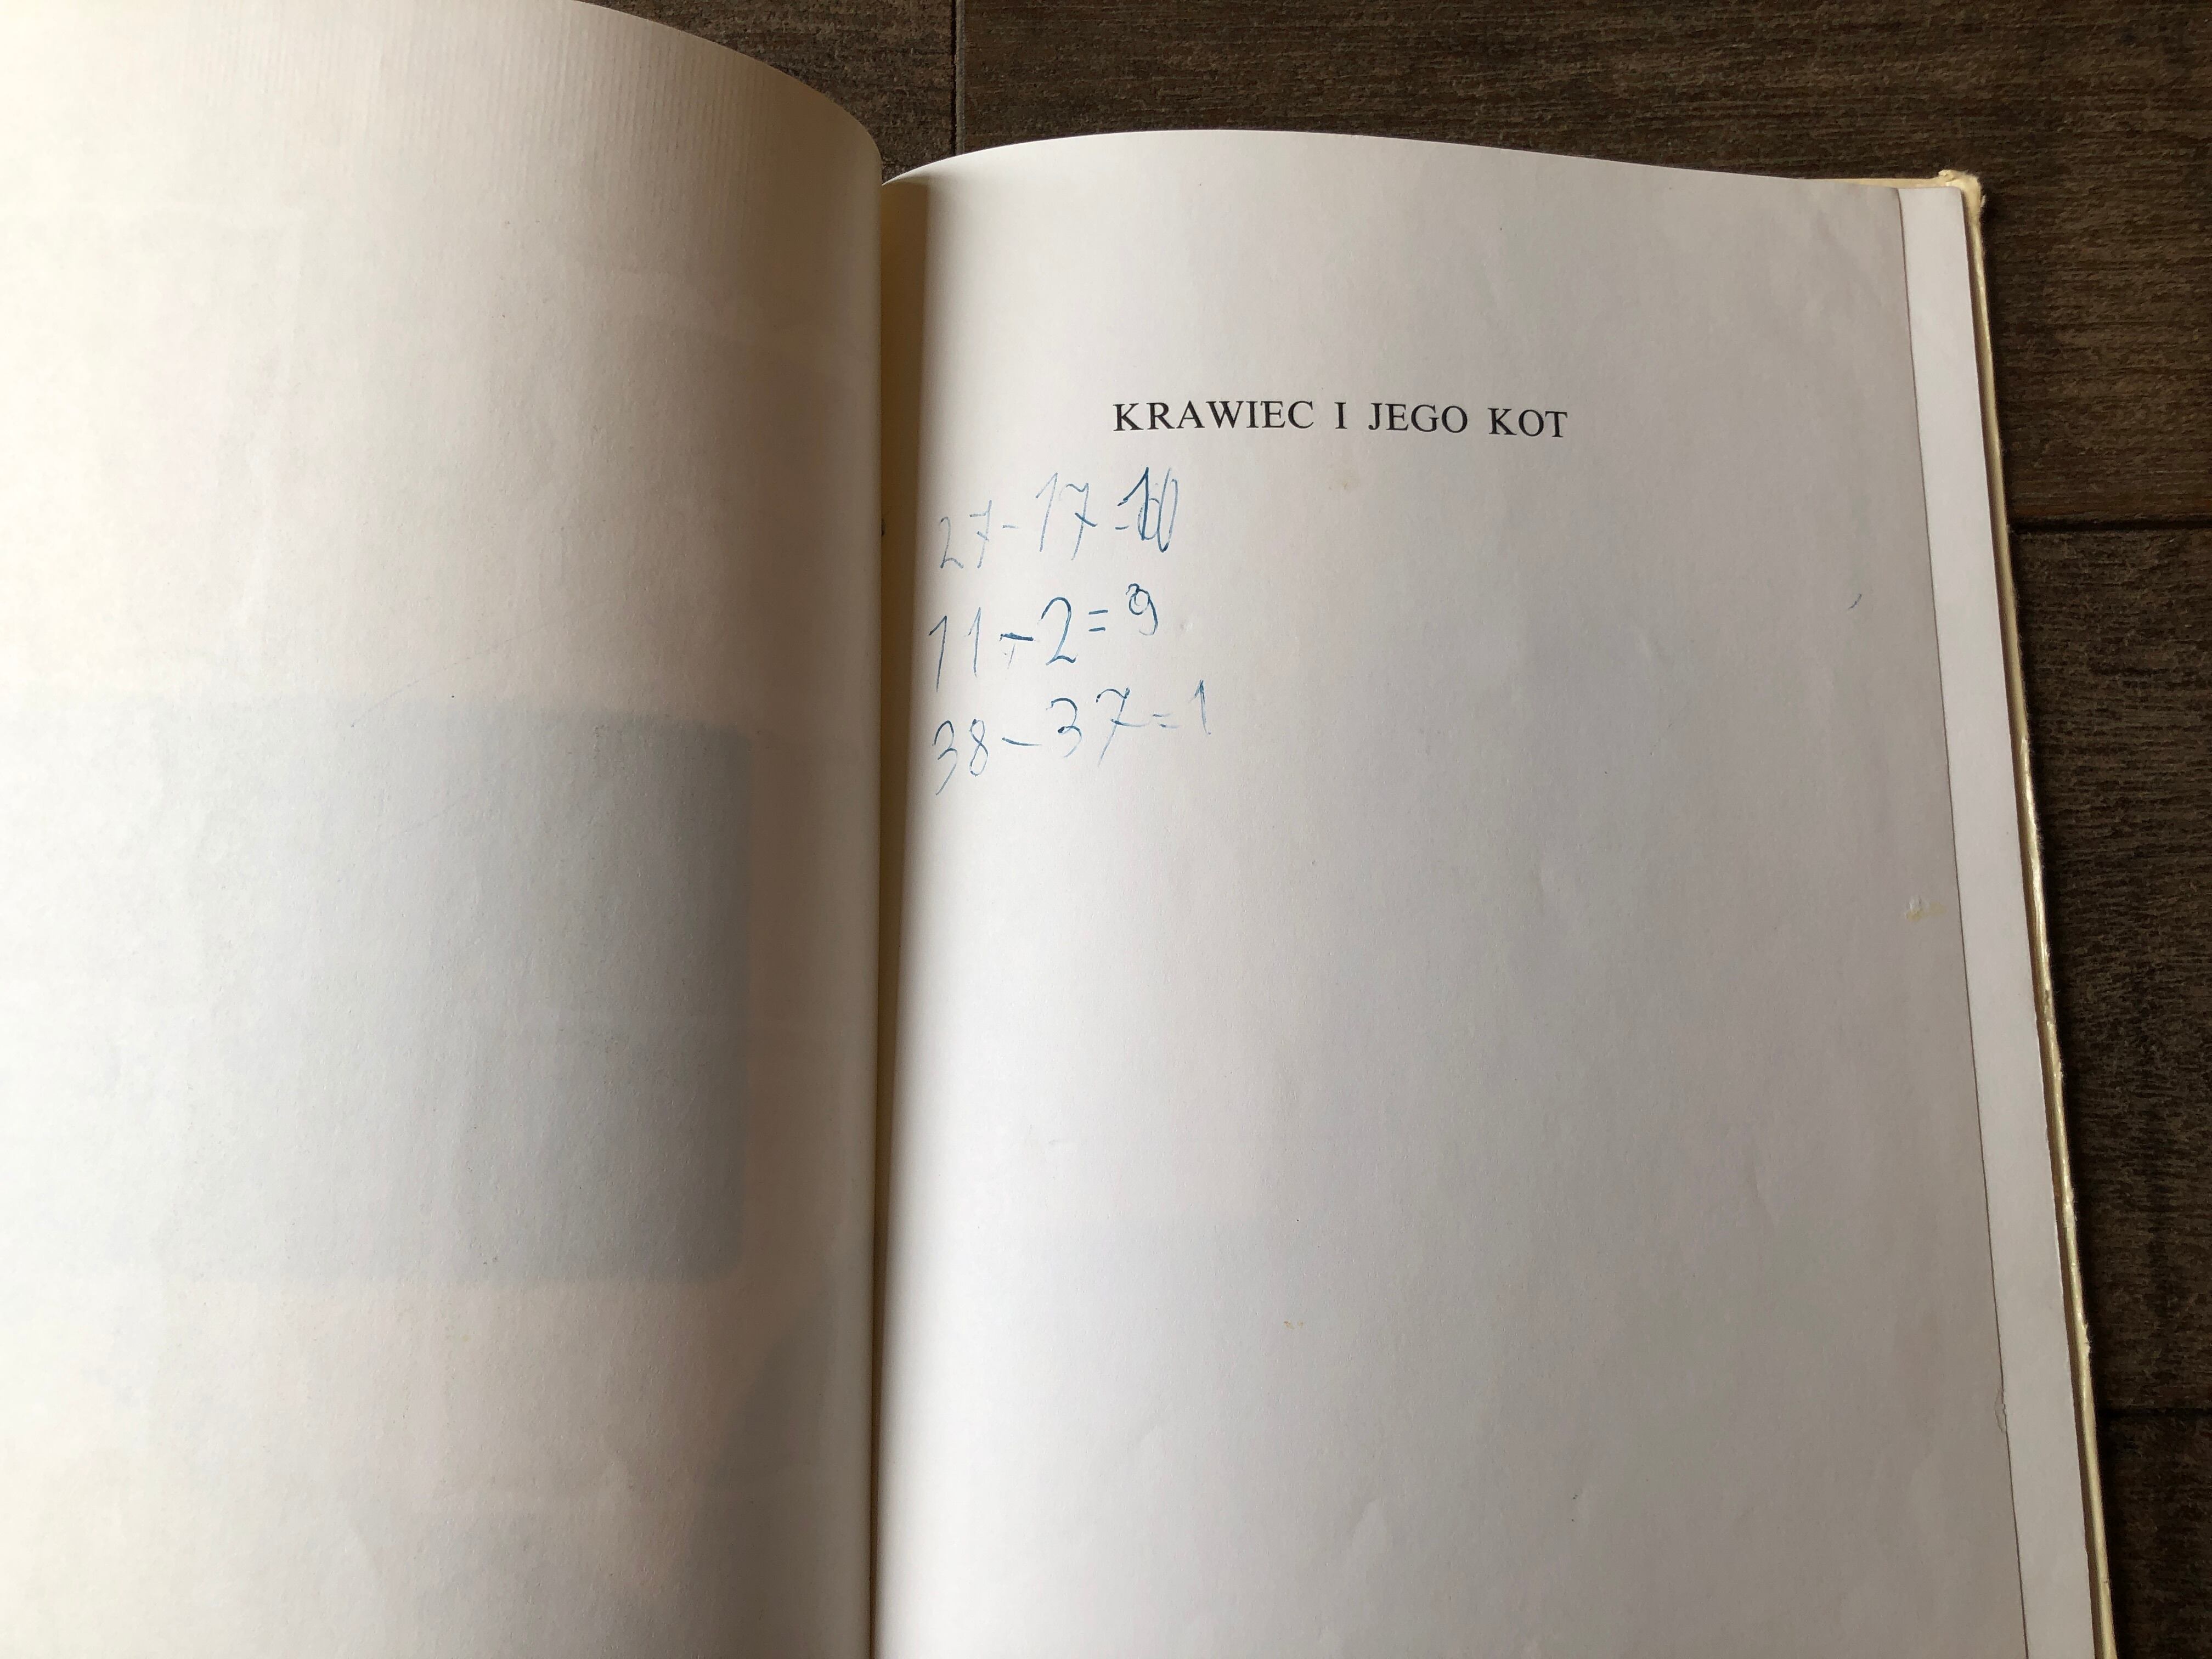 KRAWIEC I JEGO KOT
27-17=10
11-2=9
38-37=1